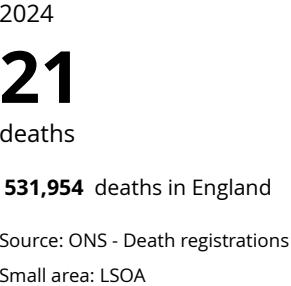 2024
21
deaths
531,954 deaths in England
Source: ONS - Death registrations
Small area: LSOA